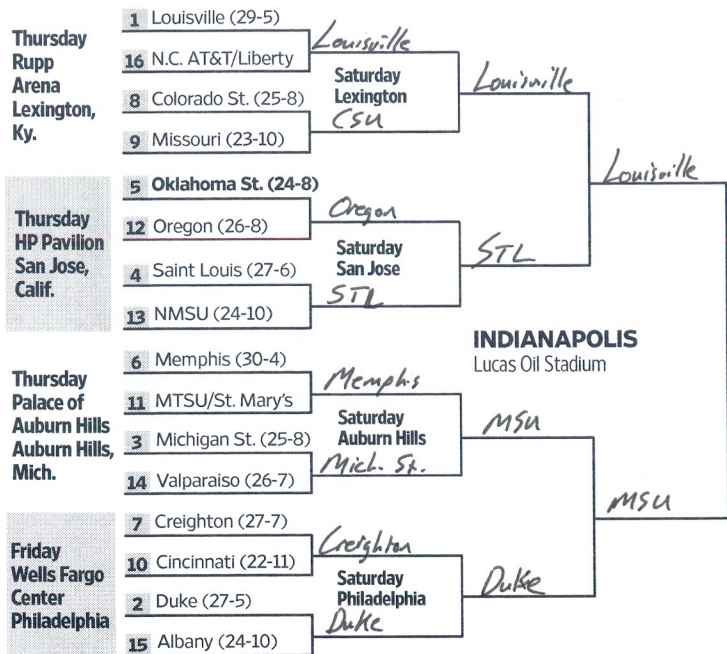 Thursday
Rupp
Arena
Lexington,
Ky.
1 Louisville (29-5)
16 N.C. AT&T/Liberty
8 Colorado St. (25-8)
9 Missouri (23-10)
Louisville
Saturday
Lexington
CSU
Louisville
Thursday
HP Pavilion
San Jose,
Calif.
5 Oklahoma St. (24-8)
12 Oregon (26-8)
4 Saint Louis (27-6)
13 NMSU (24-10)
Oregon
Saturday
San Jose
STL
STL
Louisville
INDIANAPOLIS
Lucas Oil Stadium
Thursday
Palace of
Auburn Hills
Auburn Hills,
Mich.
6 Memphis (30-4)
11 MTSU/St. Mary's
3 Michigan St. (25-8)
14 Valparaiso (26-7)
Memphis
Saturday
Auburn Hills
Mich. St.
MSU
Friday
Wells Fargo
Center
Philadelphia
7 Creighton (27-7)
10 Cincinnati (22-11)
2 Duke (27-5)
15 Albany (24-10)
Creighton
Saturday
Philadelphia
Duke
Duke
MSU